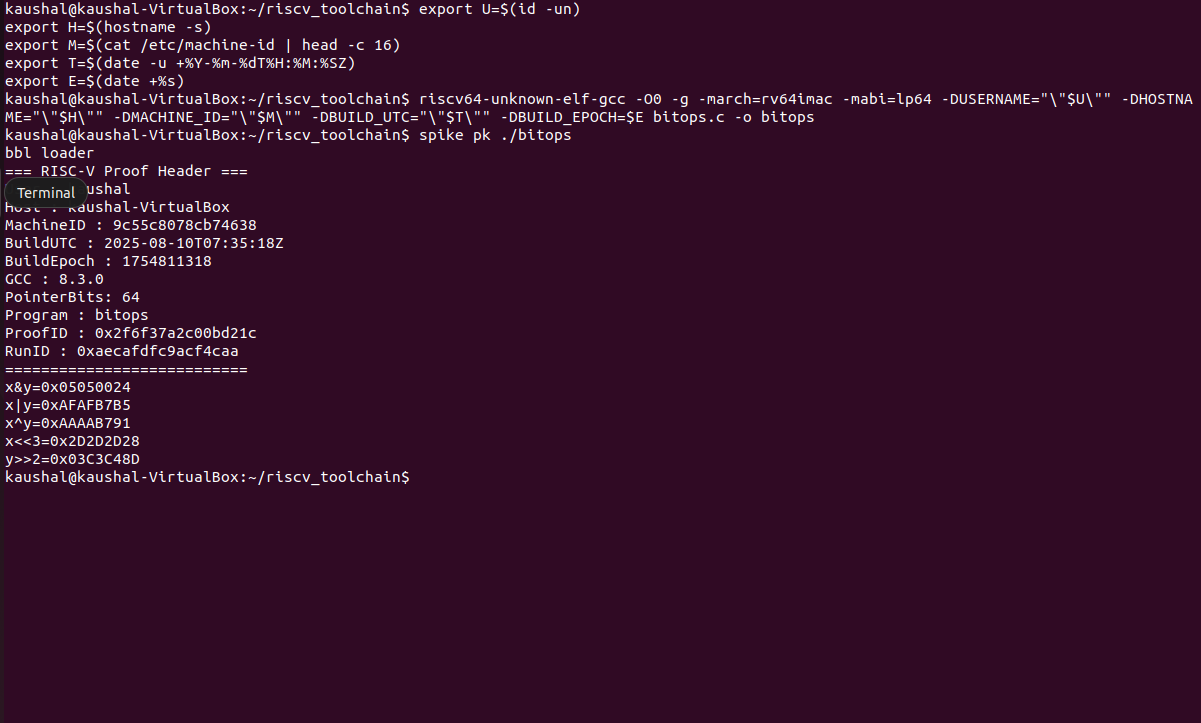 kaushal@kaushal-VirtualBox:~/riscv_toolchain$ export U=$(id -un)
export H=$(hostname -s)
export M=$(cat /etc/machine-id | head -c 16)
export T=$(date -u +%Y-%m-%dT%H:%M:%SZ)
export E=$(date +%s)
kaushal@kaushal-VirtualBox:~/riscv_toolchain$ riscv64-unknown-elf-gcc -O0 -g -march=rv64imac -mabi=lp64 -DUSERNAME="\"$U\"" -DHOSTNA
ME="\"$H\"" -DMACHINE_ID="\"$M\"" -DBUILD_UTC="\"$T\"" -DBUILD_EPOCH=$E bitops.c -o bitops
kaushal@kaushal-VirtualBox:~/riscv_toolchain$ spike pk ./bitops
bbl loader
=== RISC-V Proof Header ===
ushal
Terminal
Host : kaushal-VirtualBox
MachineID : 9c55c8078cb74638
BuildUTC : 2025-08-10T07:35:18Z
BuildEpoch : 1754811318
GCC : 8.3.0
PointerBits: 64
Program : bitops
ProofID : 0x2f6f37a2c00bd21c
RunID : 0xaecafdfc9acf4caa
===========================
x&y=0x05050024
x|y=0xAFAFB7B5
x^y=0xAAAAB791
x<<3=0x2D2D2D28
y>>2=0x03C3C48D
kaushal@kaushal-VirtualBox:~/riscv_toolchain$